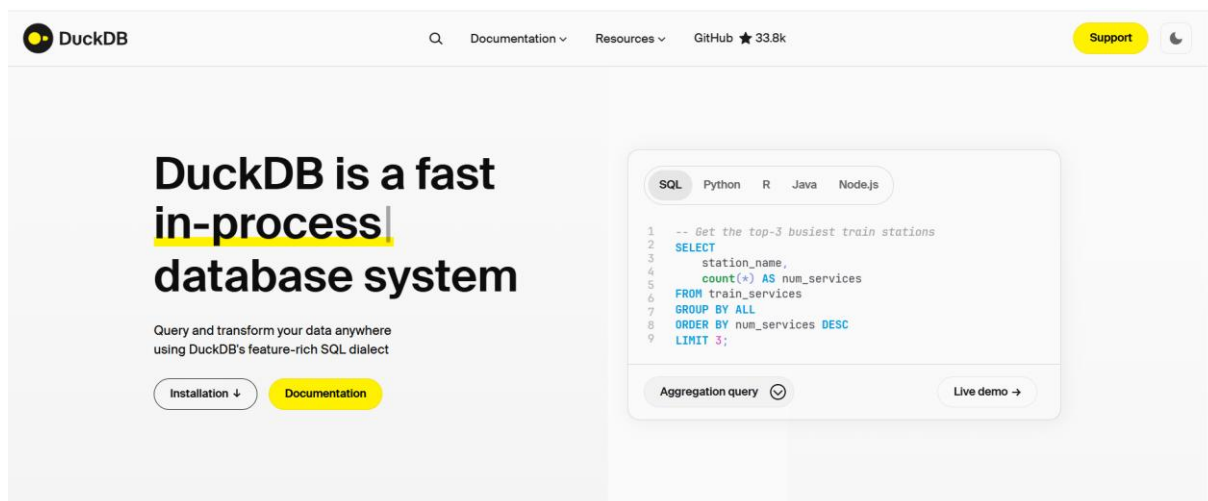 DuckDB
Documentation
Resources
GitHub ★ 33.8k
Support
DuckDB is a fast
in-process
database system
Query and transform your data anywhere
using DuckDB's feature-rich SQL dialect
Installation ↓
Documentation
SQL Python R Java Node.js
1 -- Get the top-3 busiest train stations
2 SELECT
3 station_name,
4 count(*) AS num_services
5 FROM train_services
6 GROUP BY ALL
7 ORDER BY num_services DESC
8 LIMIT 3;
9
Aggregation query
Live demo →